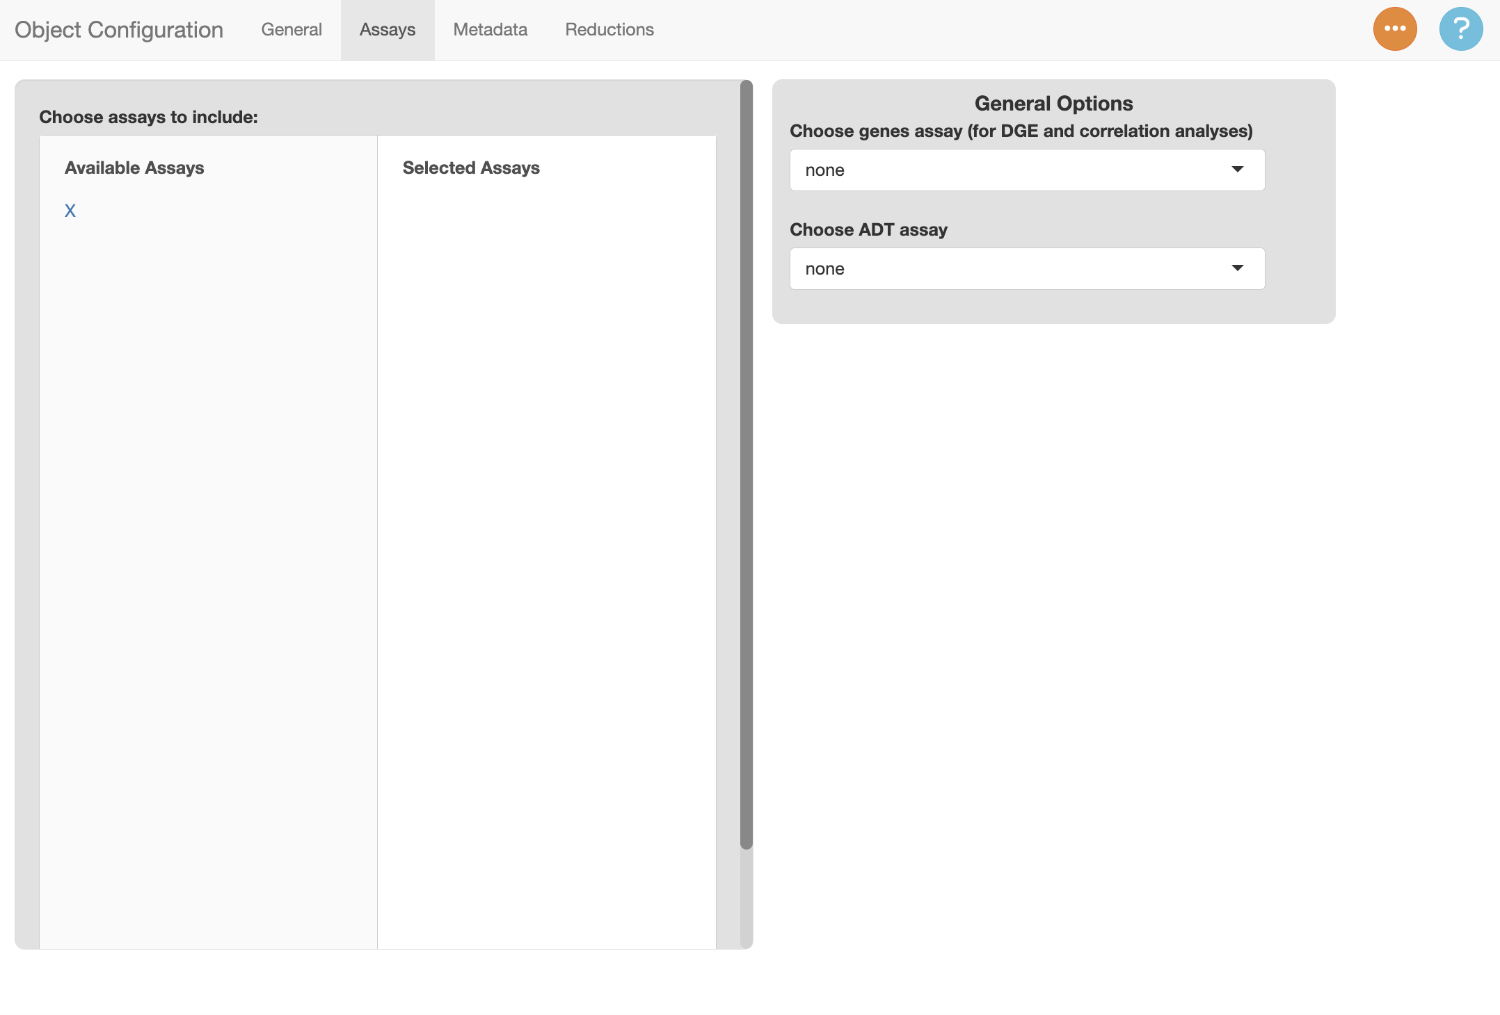 Object Configuration
General
Assays
Metadata
Reductions
?
Choose assays to include:
Available Assays
X
Selected Assays
General Options
Choose genes assay (for DGE and correlation analyses)
none
Choose ADT assay
none